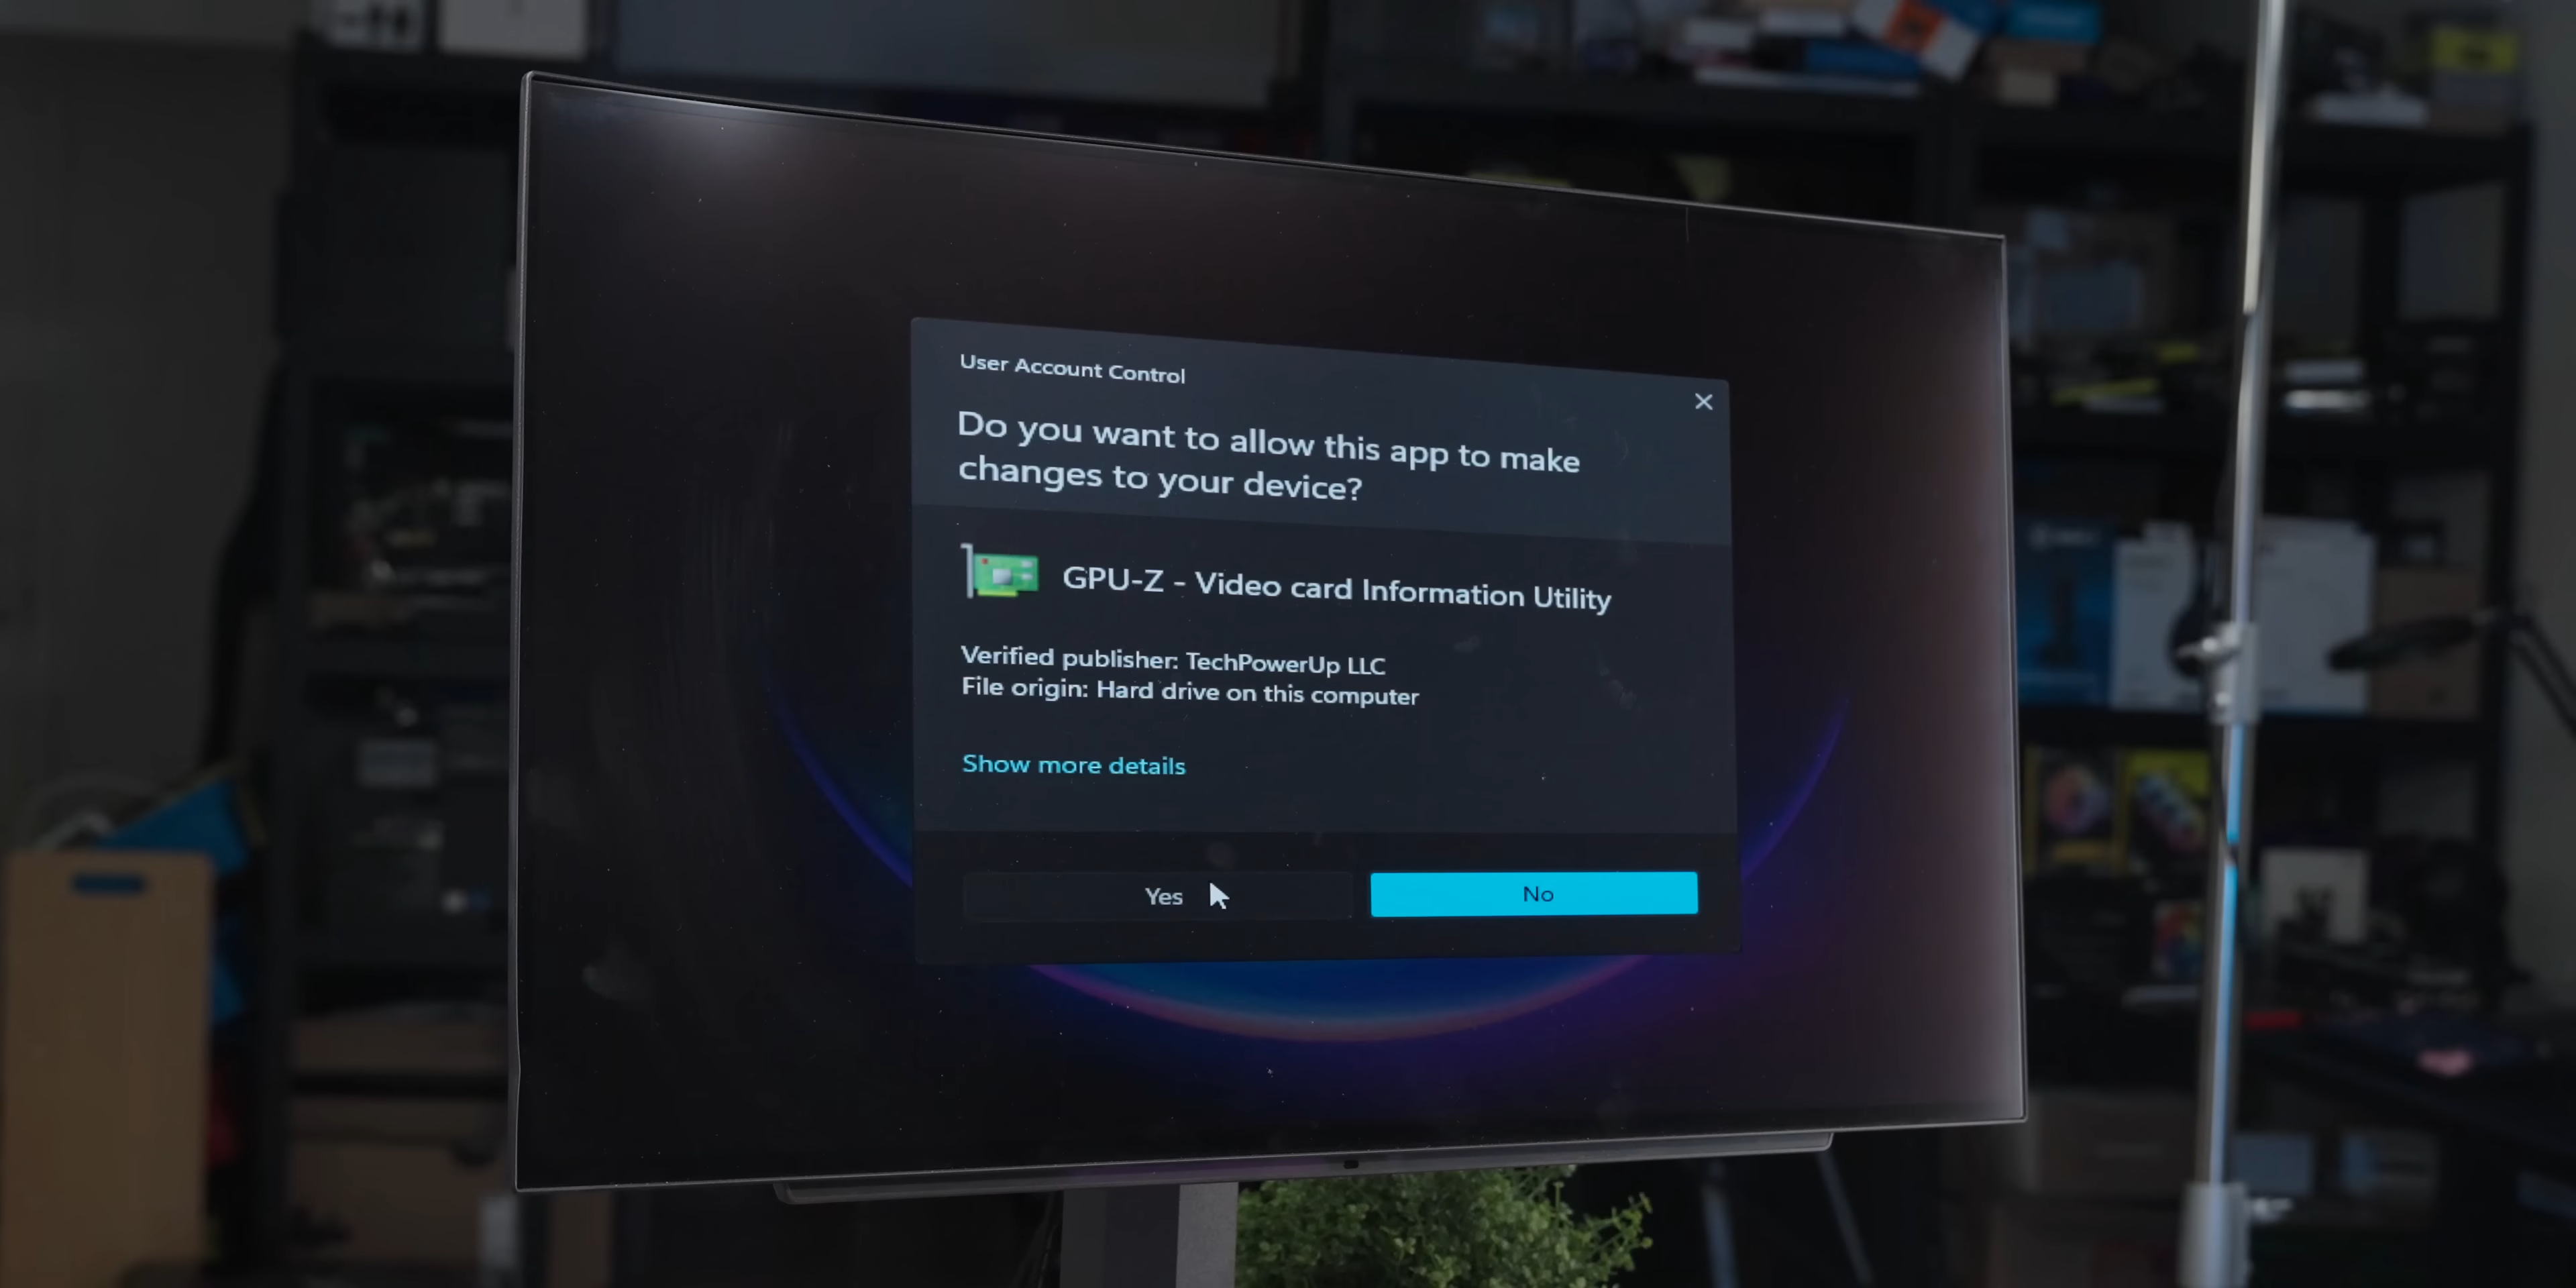 User Account Control
Do you want to allow this app to make
changes to your device?
GPU-Z - Video card Information Utility
Verified publisher: TechPowerUp LLC
File origin: Hard drive on this computer
Show more details
Yes
No